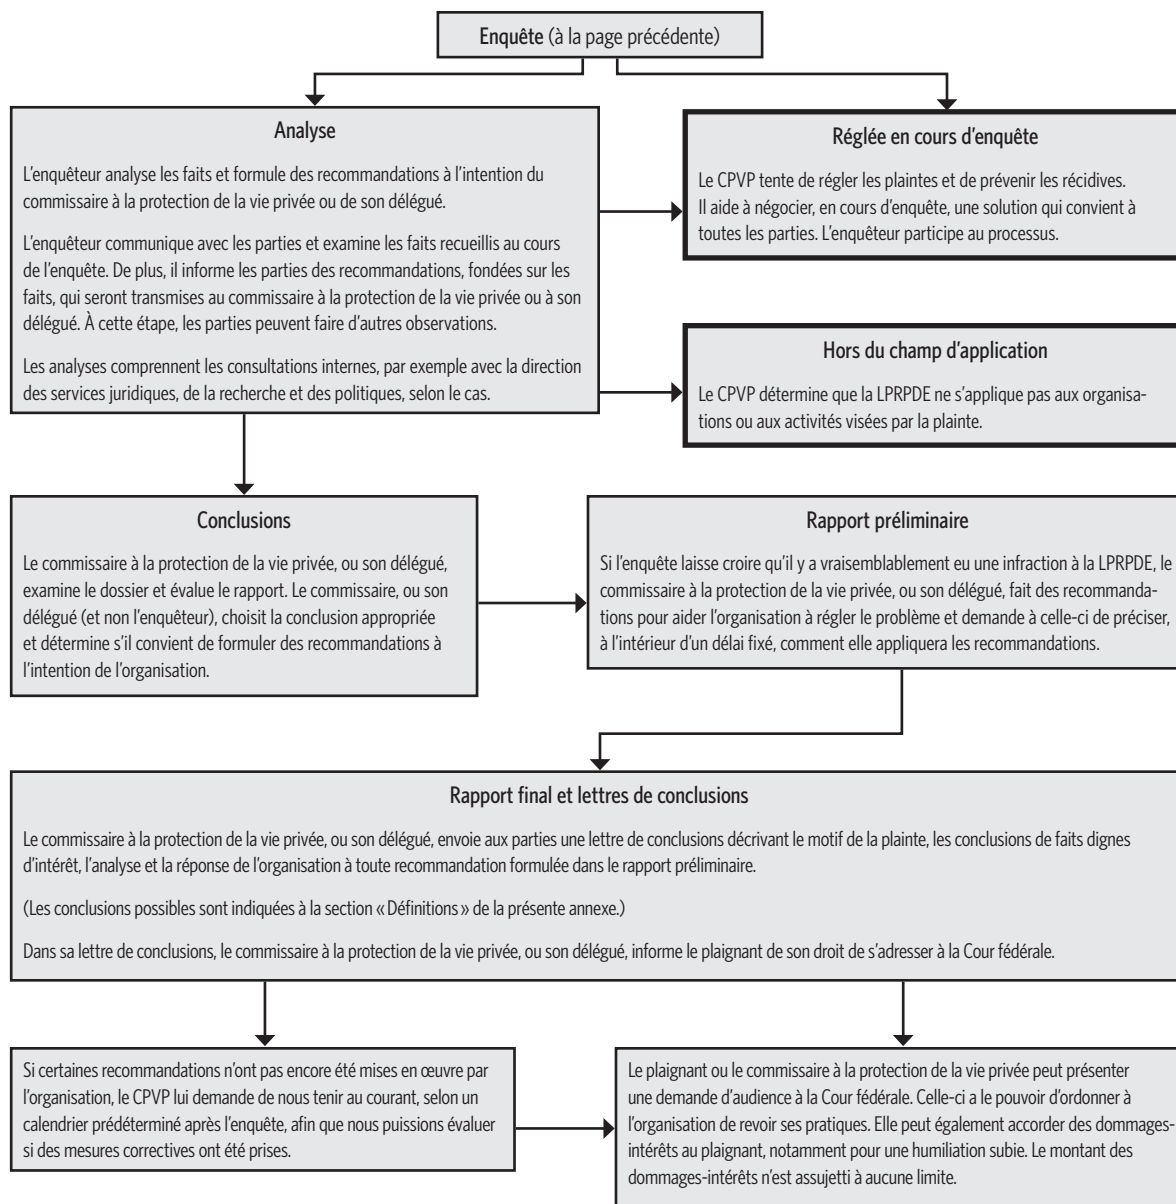 Enquête (à la page précédente)
Analyse
L'enquêteur analyse les faits et formule des recommandations à l'intention du
commissaire à la protection de la vie privée ou de son délégué.
L'enquêteur communique avec les parties et examine les faits recueillis au cours
de l'enquête. De plus, il informe les parties des recommandations, fondées sur les
faits, qui seront transmises au commissaire à la protection de la vie privée ou à son
délégué. À cette étape, les parties peuvent faire d'autres observations.
Les analyses comprennent les consultations internes, par exemple avec la direction
des services juridiques, de la recherche et des politiques, selon le cas.
Réglée en cours d'enquête
Le CPVP tente de régler les plaintes et de prévenir les récidives.
Il aide à négocier, en cours d'enquête, une solution qui convient à
toutes les parties. L'enquêteur participe au processus.
Hors du champ d'application
Le CPVP détermine que la LPRPDE ne s'applique pas aux organisa-
tions ou aux activités visées par la plainte.
Conclusions
Le commissaire à la protection de la vie privée, ou son délégué,
examine le dossier et évalue le rapport. Le commissaire, ou son
délégué (et non l'enquêteur), choisit la conclusion appropriée
et détermine s'il convient de formuler des recommandations à
l'intention de l'organisation.
Rapport préliminaire
Si l'enquête laisse croire qu'il y a vraisemblablement eu une infraction à la LPRPDE, le
commissaire à la protection de la vie privée, ou son délégué, fait des recommanda-
tions pour aider l'organisation à régler le problème et demande à celle-ci de préciser,
à l'intérieur d'un délai fixé, comment elle appliquera les recommandations.
Rapport final et lettres de conclusions
Le commissaire à la protection de la vie privée, ou son délégué, envoie aux parties une lettre de conclusions décrivant le motif de la plainte, les conclusions de faits dignes
d'intérêt, l'analyse et la réponse de l'organisation à toute recommandation formulée dans le rapport préliminaire.
(Les conclusions possibles sont indiquées à la section « Définitions » de la présente annexe.)
Dans sa lettre de conclusions, le commissaire à la protection de la vie privée, ou son délégué, informe le plaignant de son droit de s'adresser à la Cour fédérale.
Si certaines recommandations n'ont pas encore été mises en œuvre par
l'organisation, le CPVP lui demande de nous tenir au courant, selon un
calendrier prédéterminé après l'enquête, afin que nous puissions évaluer
si des mesures correctives ont été prises.
Le plaignant ou le commissaire à la protection de la vie privée peut présenter
une demande d'audience à la Cour fédérale. Celle-ci a le pouvoir d'ordonner à
l'organisation de revoir ses pratiques. Elle peut également accorder des dommages-
intérêts au plaignant, notamment pour une humiliation subie. Le montant des
dommages-intérêts n'est assujetti à aucune limite.